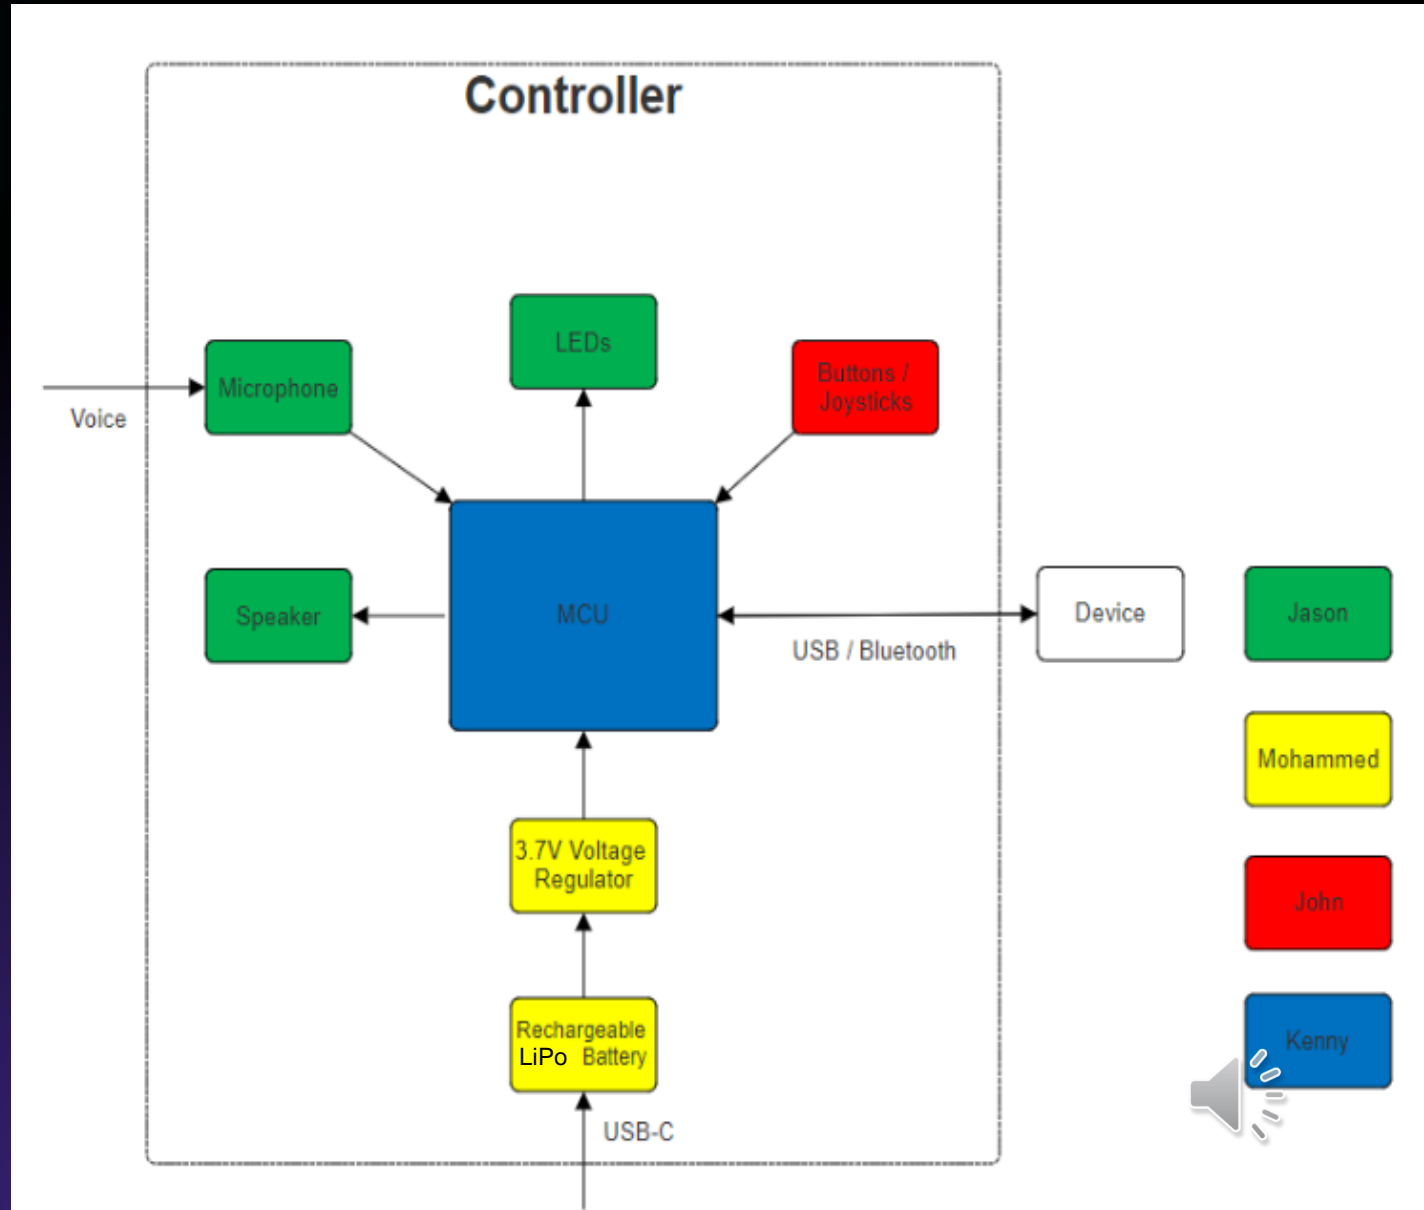 Controller
LEDs
Microphone
Buttons /
Joysticks
Voice
Speaker
MCU
Device
Jason
USB / Bluetooth
Mohammed
3.7V Voltage
Regulator
John
Rechargeable
LiPo Battery
Kenny
USB-C